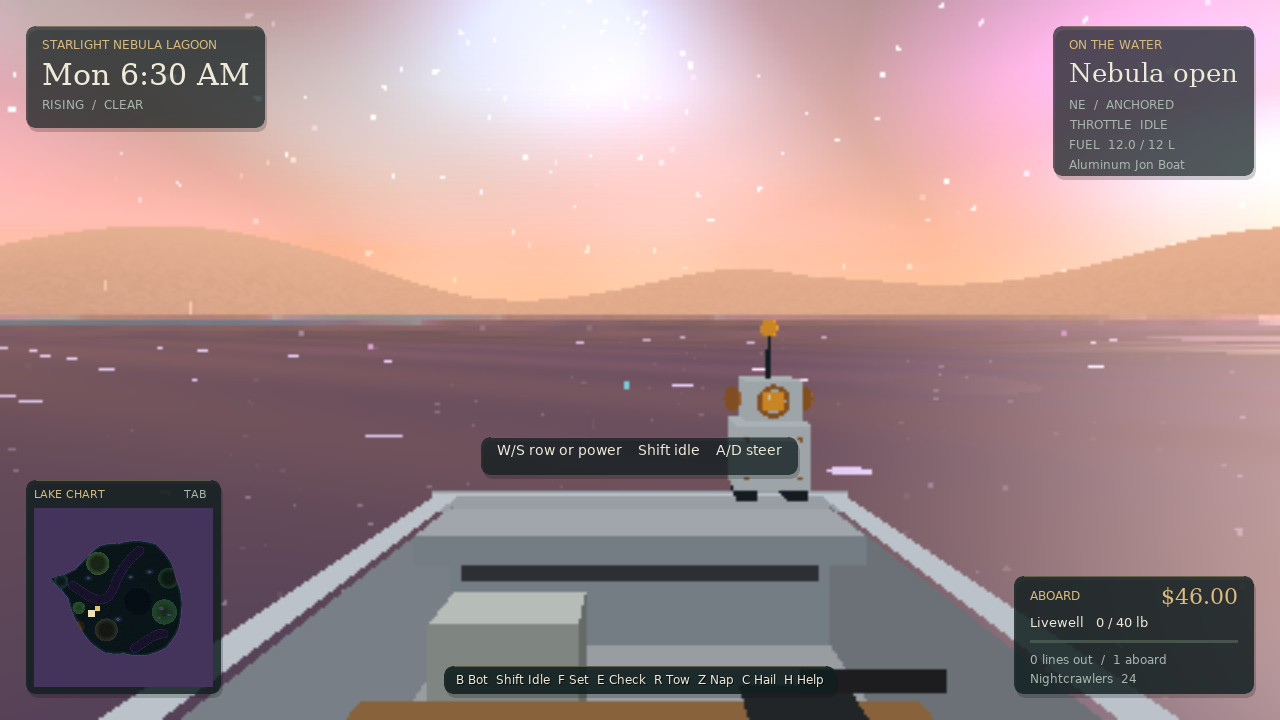 STARLIGHT NEBULA LAGOON
Mon 6:30 AM
RISING / CLEAR
ON THE WATER
Nebula open
NE / ANCHORED
THROTTLE IDLE
FUEL 12.0 / 12 L
Aluminum Jon Boat
W/S row or power Shift idle A/D steer
LAKE CHART TAB
ABOARD $46.00
Livewell 0 / 40 lb
0 lines out / 1 aboard
Nightcrawlers 24
B Bot Shift Idle F Set E Check R Tow Z Nap C Hail H Help